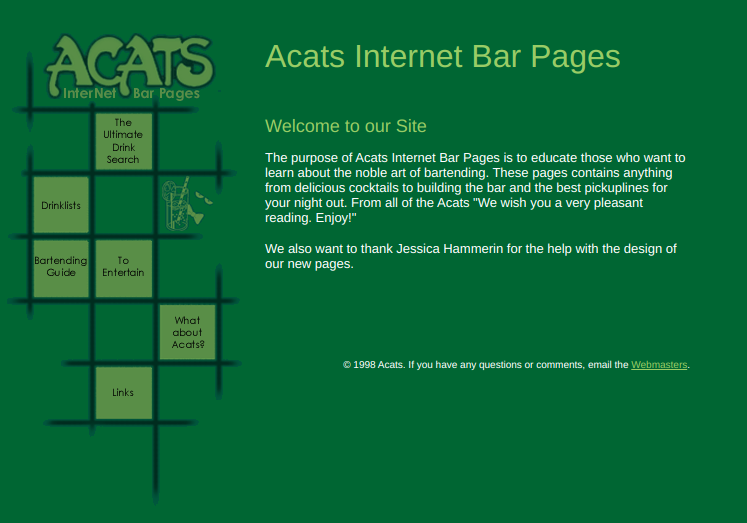 ACATS
InterNet Bar Pages
The
Ultimate
Drink
Search
Drinklists
Bartending
Guide
To
Entertain
What
about
Acats?
Links
Acats Internet Bar Pages
Welcome to our Site
The purpose of Acats Internet Bar Pages is to educate those who want to
learn about the noble art of bartending. These pages contains anything
from delicious cocktails to building the bar and the best pickuplines for
your night out. From all of the Acats "We wish you a very pleasant
reading. Enjoy!"
We also want to thank Jessica Hammerin for the help with the design of
our new pages.
© 1998 Acats. If you have any questions or comments, email the Webmasters.